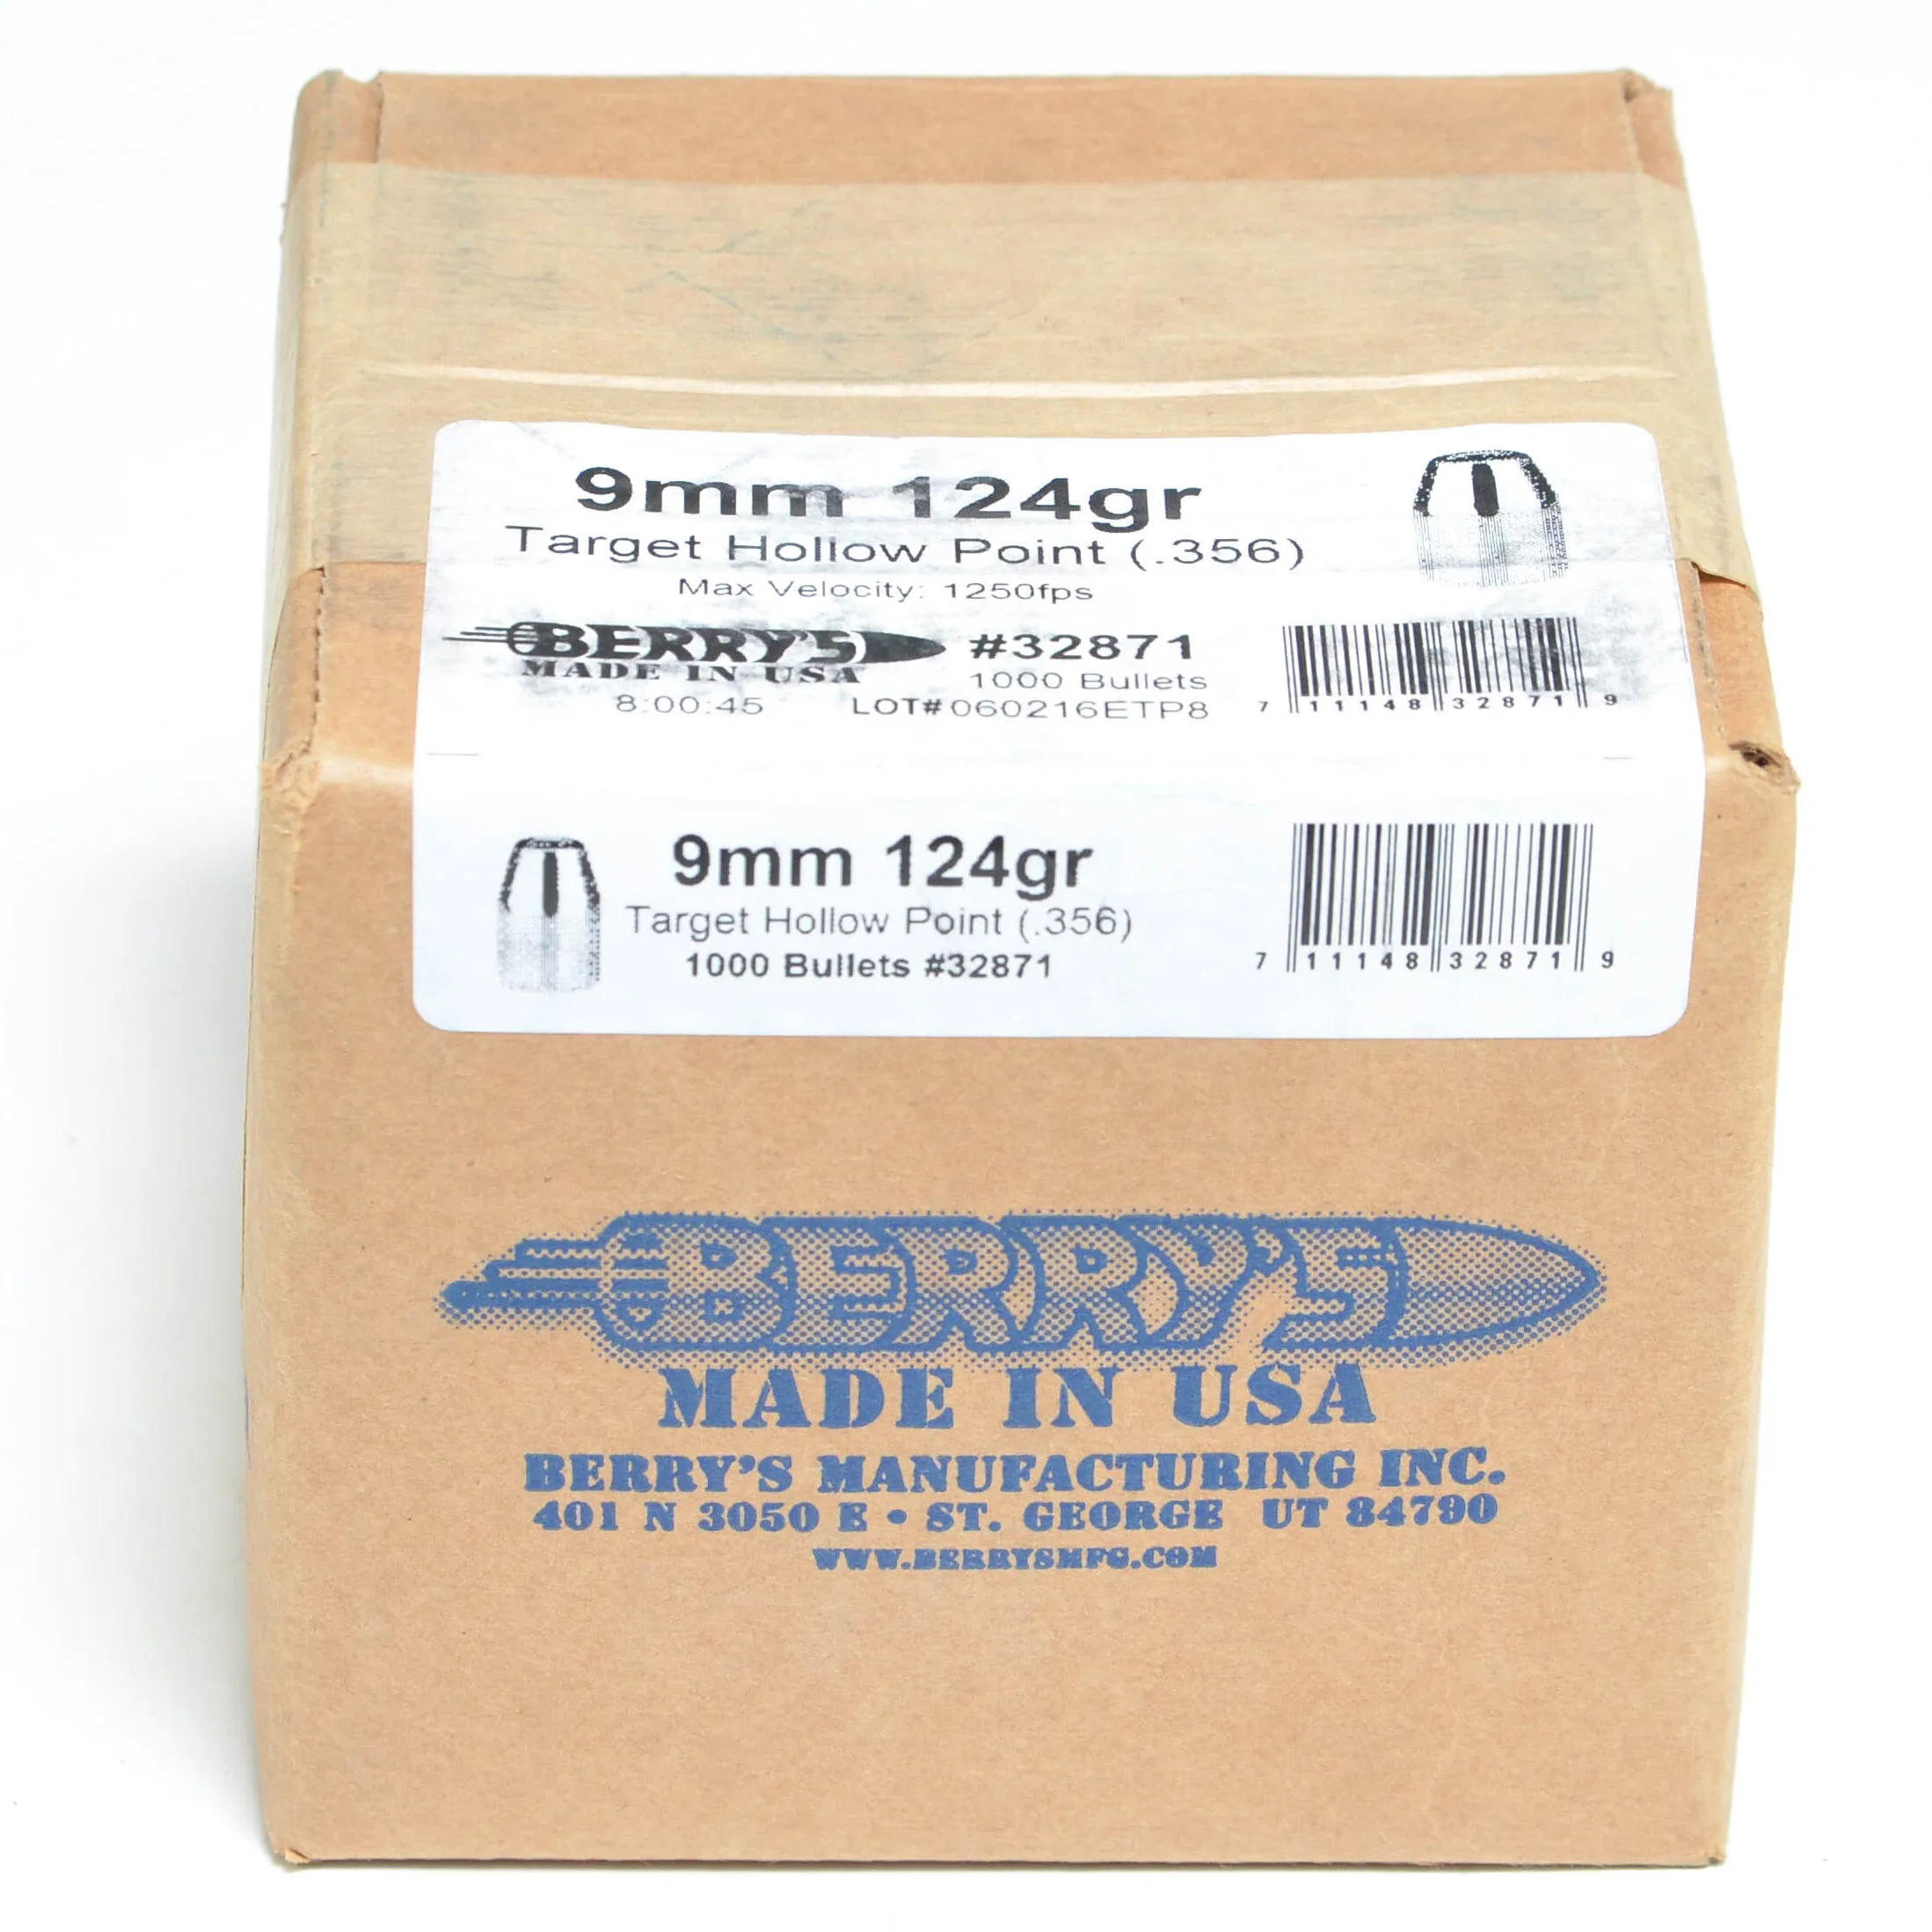 9mm 124gr
Target Hollow Point (.356)
Max Velocity: 1250fps
BERRY'S #32871
MADE IN USA 1000 Bullets
8:00:45 LOT#060216ETP8 7 11148 32871 9
9mm 124gr
Target Hollow Point (.356)
1000 Bullets #32871
7 11148 32871 9
BERRY'S
MADE IN USA
BERRY'S MANUFACTURING INC.
401 N 3050 E • ST. GEORGE UT 84790
WWW.BERRYSMFG.COM